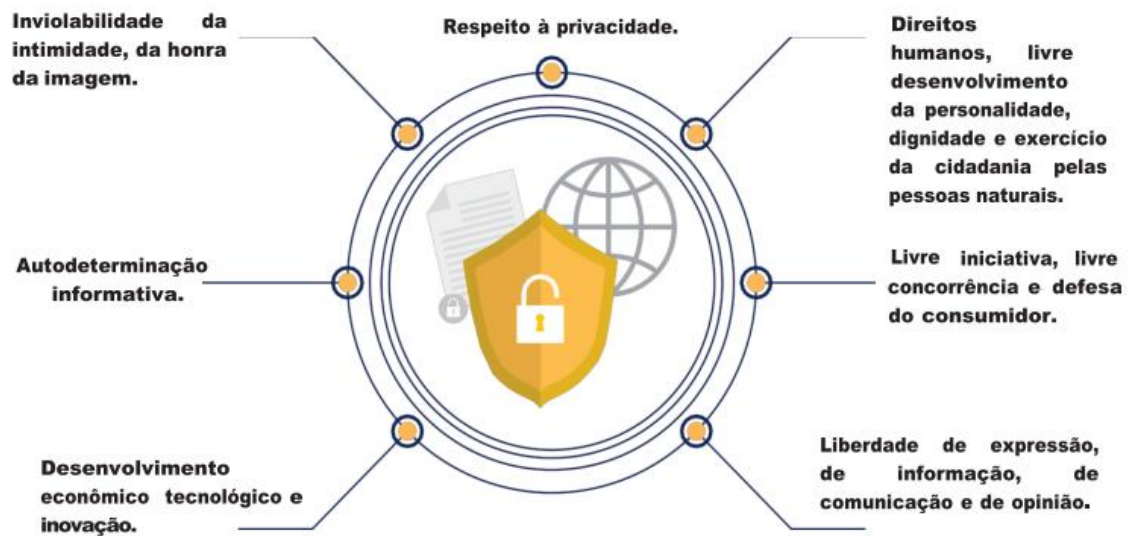 Inviolabilidade da
intimidade, da honra
da imagem.
Respeito à privacidade.
Direitos
humanos, livre
desenvolvimento
da personalidade,
dignidade e exercício
da cidadania pelas
pessoas naturais.
Autodeterminação
informativa.
Livre iniciativa, livre
concorrência e defesa
do consumidor.
Desenvolvimento
econômico tecnológico e
inovação.
Liberdade de expressão,
de informação, de
comunicação e de opinião.